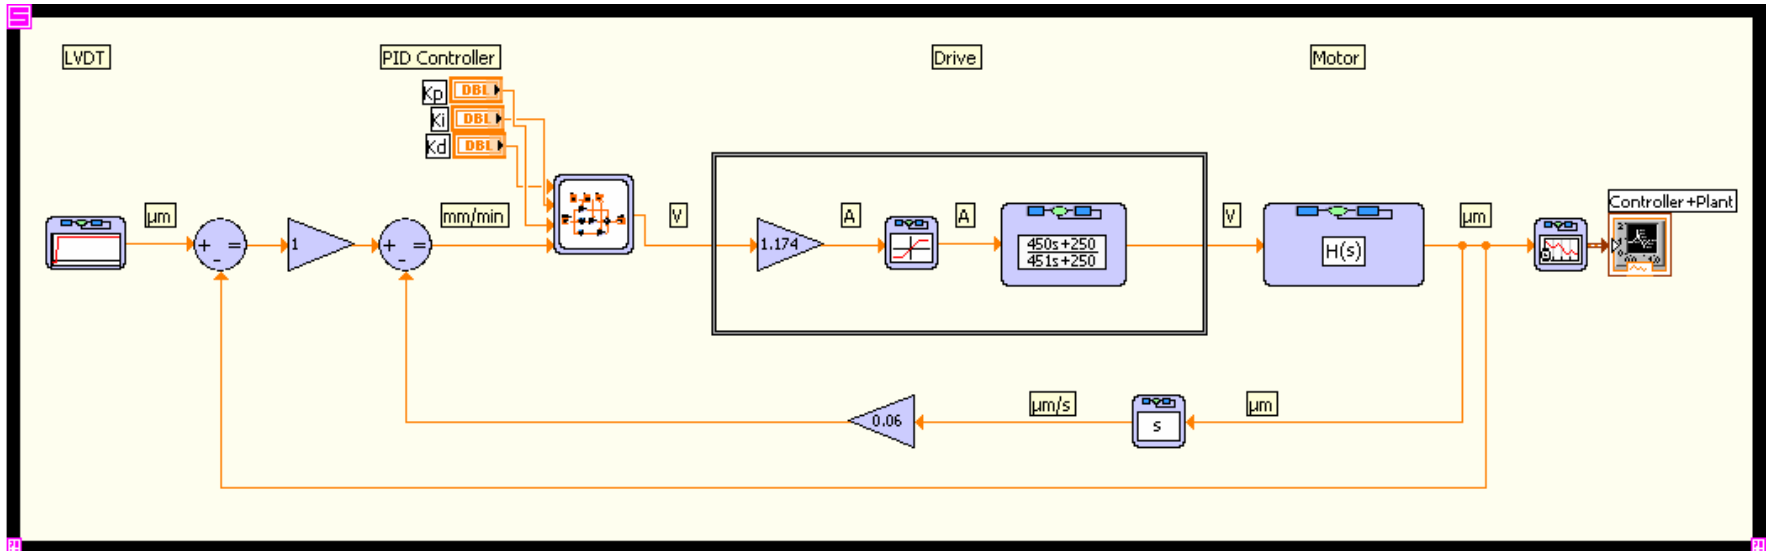 LVDT
PID Controller
Drive
Motor
Kp
DBL
Ki
DBL
Kd
DBL
µm
+
=
-
1
+
=
-
mm/min
V
1.174
A
A
450s+250
451s+250
V
H(s)
µm
Controller+Plant
0.06
µm/s
s
µm